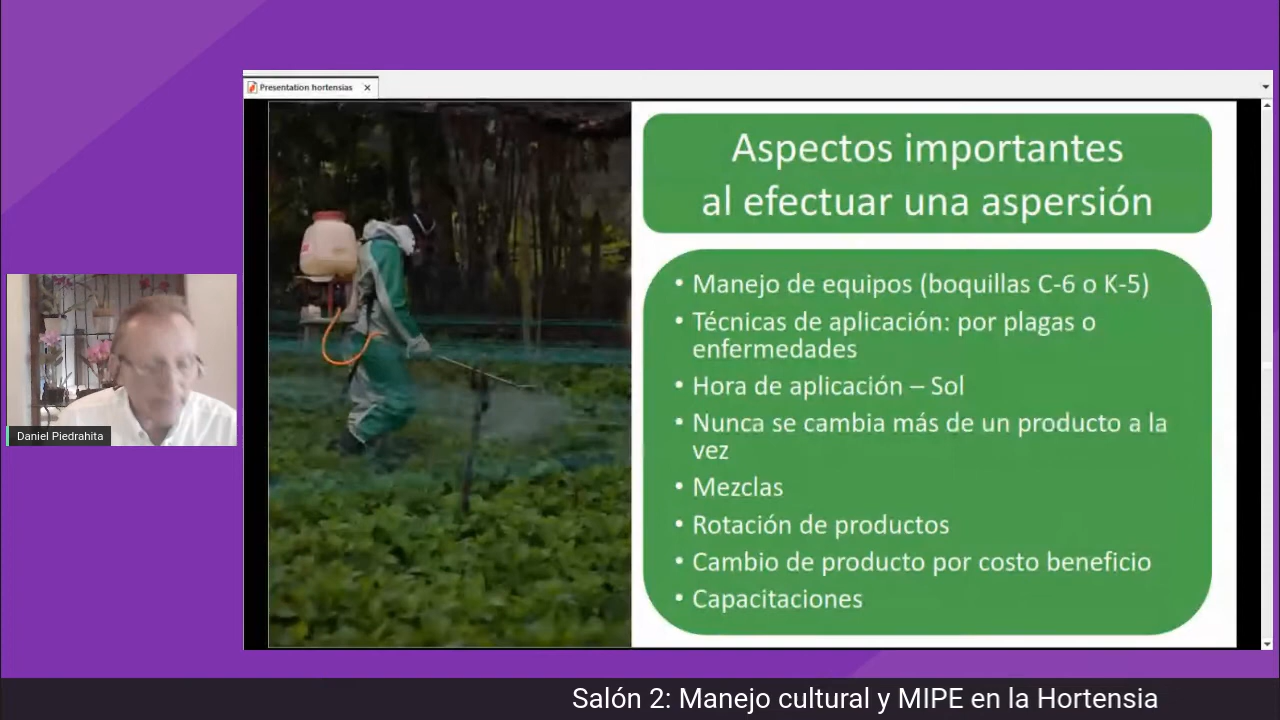 Presentation hortensias
Aspectos importantes
al efectuar una aspersión
• Manejo de equipos (boquillas C-6 o K-5)
• Técnicas de aplicación: por plagas o
enfermedades
• Hora de aplicación – Sol
• Nunca se cambia más de un producto a la
vez
• Mezclas
• Rotación de productos
• Cambio de producto por costo beneficio
• Capacitaciones
Daniel Piedrahita
Salón 2: Manejo cultural y MIPE en la Hortensia